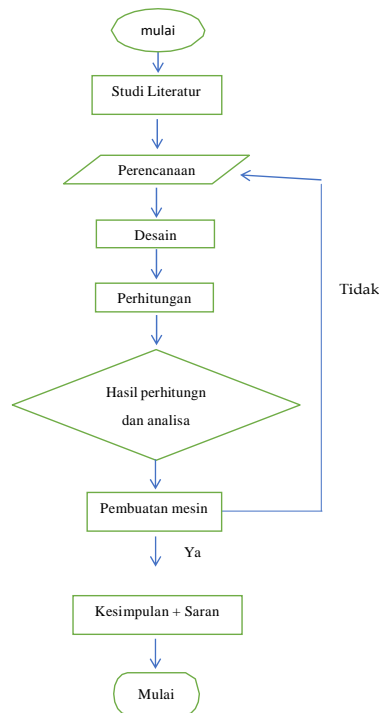 mulai
Studi Literatur
Perencanaan
Desain
Tidak
Perhitungan
Hasil perhitungn
dan analisa
Pembuatan mesin
Ya
Kesimpulan + Saran
Mulai